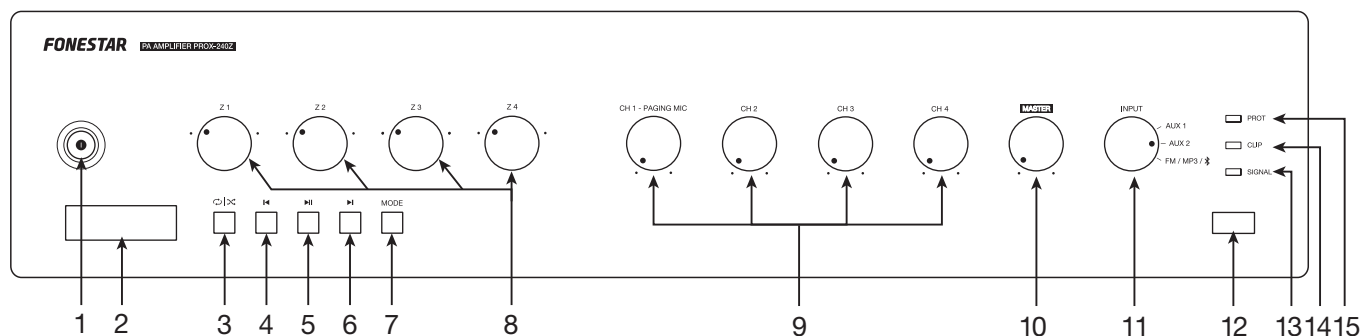 FONESTAR PA AMPLIFIER PROX-240Z
Z 1 Z 2 Z 3 Z 4 CH 1 - PAGING MIC CH 2 CH 3 CH 4 MASTER INPUT
AUX 1
AUX 2
FM / MP3 /
PROT
CLIP
SIGNAL
MODE
1 2 3 4 5 6 7 8 9 10 11 12 13 14 15